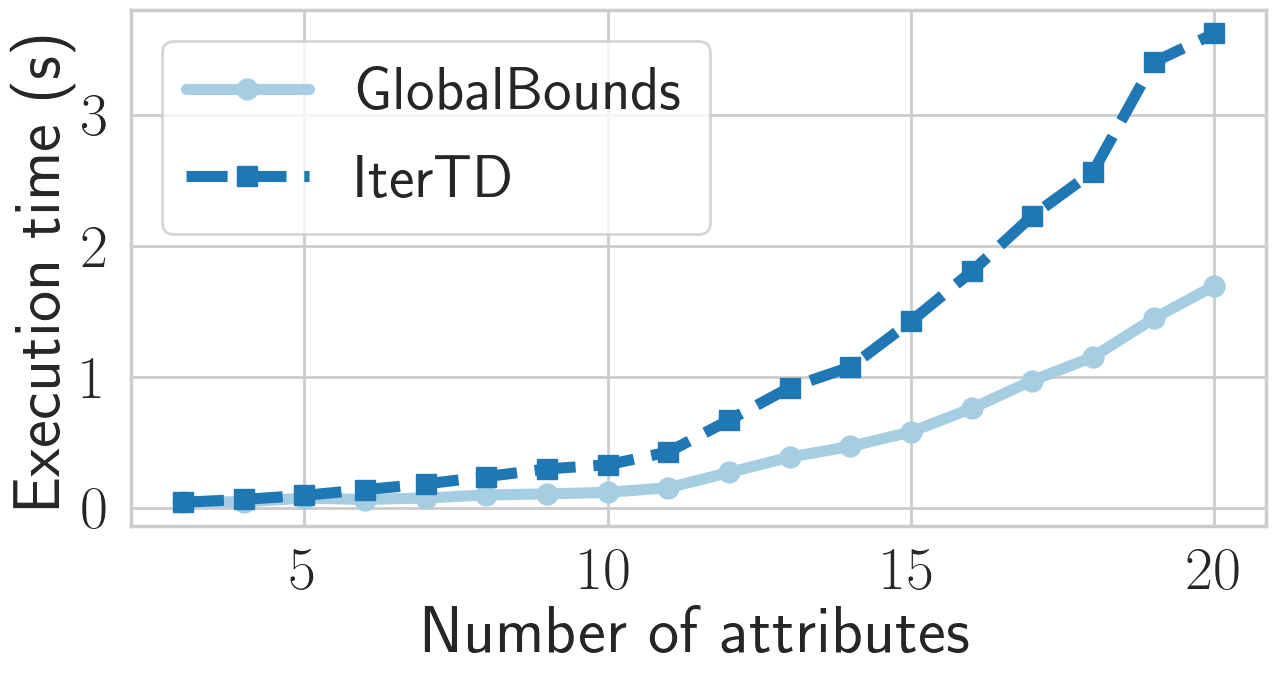 Execution time (s)
3
2
1
0
GlobalBounds
IterTD
5 10 15 20
Number of attributes